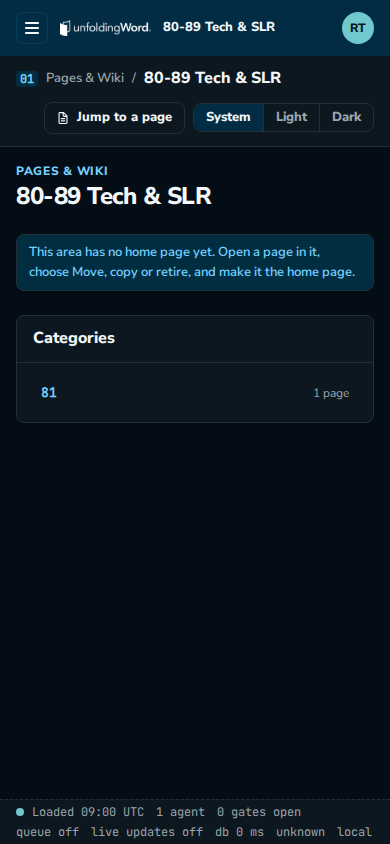 unfoldingWord. 80-89 Tech & SLR RT
01 Pages & Wiki / 80-89 Tech & SLR
Jump to a page System Light Dark
PAGES & WIKI
80-89 Tech & SLR
This area has no home page yet. Open a page in it,
choose Move, copy or retire, and make it the home page.
Categories
81 1 page
Loaded 09:00 UTC 1 agent 0 gates open
queue off live updates off db 0 ms unknown local